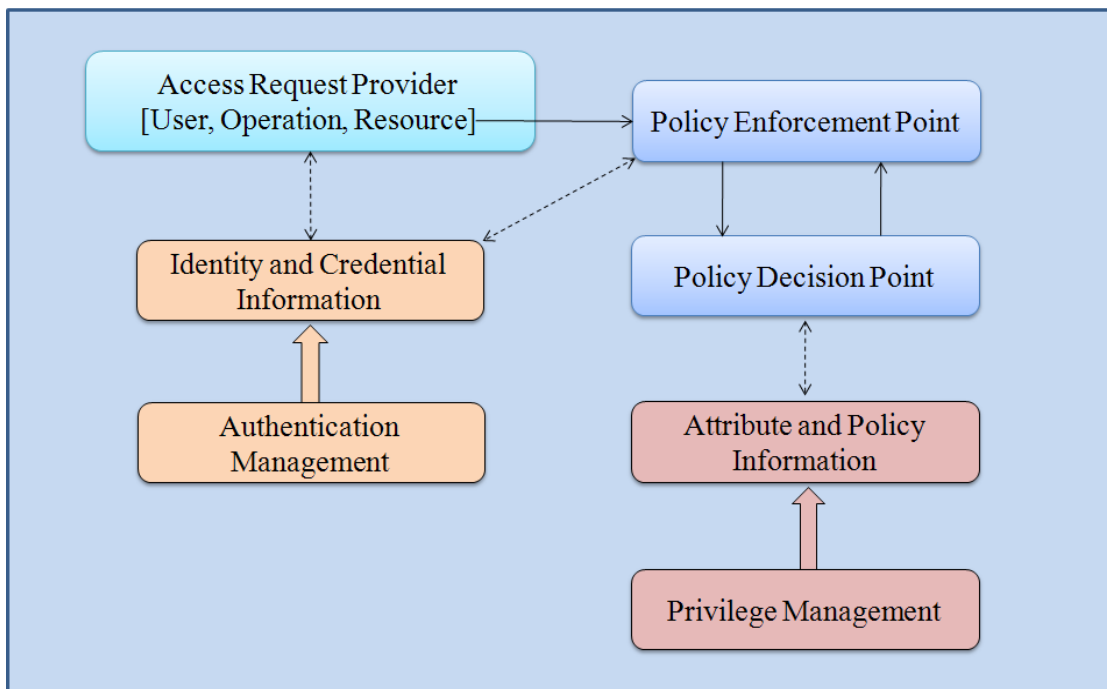 Access Request Provider
[User, Operation, Resource]
Policy Enforcement Point
Identity and Credential
Information
Policy Decision Point
Authentication
Management
Attribute and Policy
Information
Privilege Management